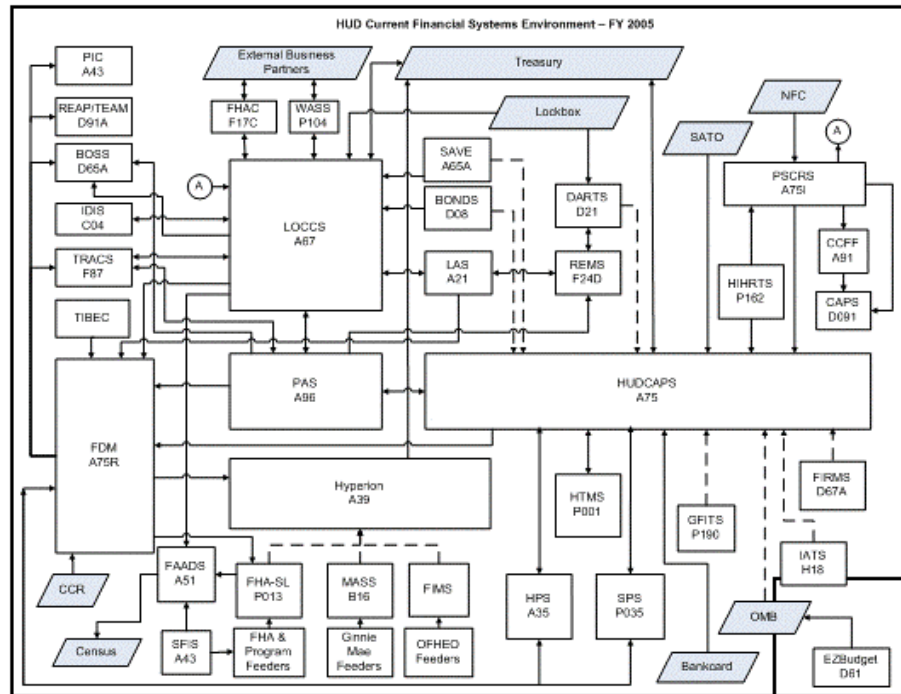 HUD Current Financial Systems Environment – FY 2005
PIC
A43
External Business
Partners
Treasury
NFC
REAP/TEAM
D91A
FHAC
F17C
WASS
P104
Lockbox
SATO
A
BOSS
D65A
SAVE
A65A
PSCRS
A75I
A
IDIS
C04
LOCCS
A67
BONDS
D08
DARTS
D21
CCFF
A91
TRACS
F87
LAS
A21
REMS
F24D
HIHRTS
P162
CAPS
D091
TIBEC
PAS
A96
HUDCAPS
A75
FDM
A75R
Hyperion
A39
HTMS
P001
GFITS
P190
FIRMS
D67A
IATS
H18
CCR
FAADS
A51
FHA-SL
P013
MASS
B16
FIMS
HPS
A35
SPS
P035
OMB
Census
SFIS
A43
FHA &
Program
Feeders
Ginnie
Mae
Feeders
OFHEO
Feeders
Bankcard
EZBudget
D61